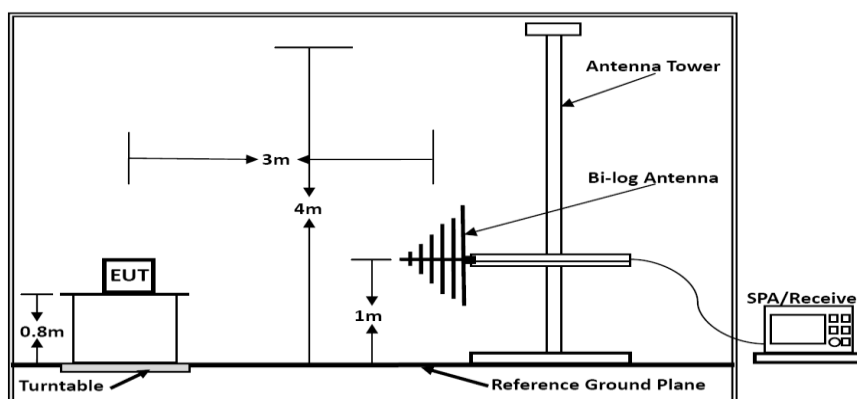 Antenna Tower
3m
Bi-log Antenna
4m
EUT
SPA/Receive
0.8m
1m
Turntable
Reference Ground Plane